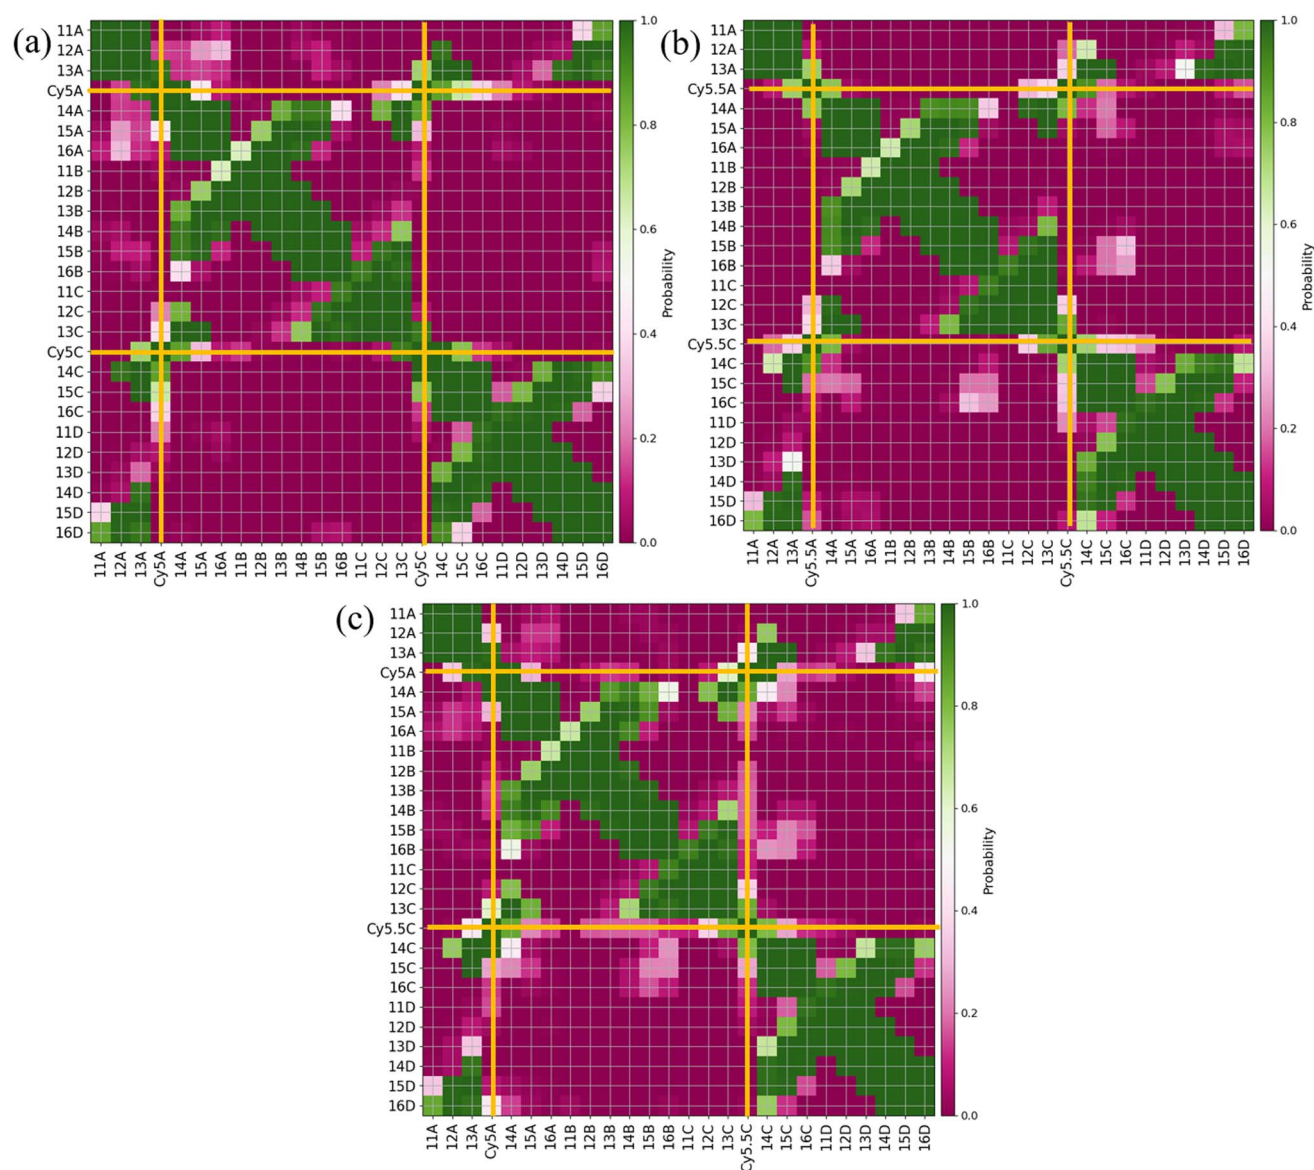 (a)
11A
12A
13A
Cy5A
14A
15A
16A
11B
12B
13B
14B
15B
16B
11C
12C
13C
Cy5C
14C
15C
16C
11D
12D
13D
14D
15D
16D
11A 12A 13A Cy5A 14A 15A 16A 11B 12B 13B 14B 15B 16B 11C 12C 13C Cy5C 14C 15C 16C 11D 12D 13D 14D 15D 16D
1.0
0.8
0.6
0.4
0.2
0.0
Probability
(b)
11A
12A
13A
Cy5.5A
14A
15A
16A
11B
12B
13B
14B
15B
16B
11C
12C
13C
Cy5.5C
14C
15C
16C
11D
12D
13D
14D
15D
16D
11A 12A 13A Cy5.5A 14A 15A 16A 11B 12B 13B 14B 15B 16B 11C 12C 13C Cy5.5C 14C 15C 16C 11D 12D 13D 14D 15D 16D
1.0
0.8
0.6
0.4
0.2
0.0
Probability
(c)
11A
12A
13A
Cy5A
14A
15A
16A
11B
12B
13B
14B
15B
16B
11C
12C
13C
Cy5.5C
14C
15C
16C
11D
12D
13D
14D
15D
16D
11A 12A 13A Cy5A 14A 15A 16A 11B 12B 13B 14B 15B 16B 11C 12C 13C Cy5.5C 14C 15C 16C 11D 12D 13D 14D 15D 16D
1.0
0.8
0.6
0.4
0.2
0.0
Probability